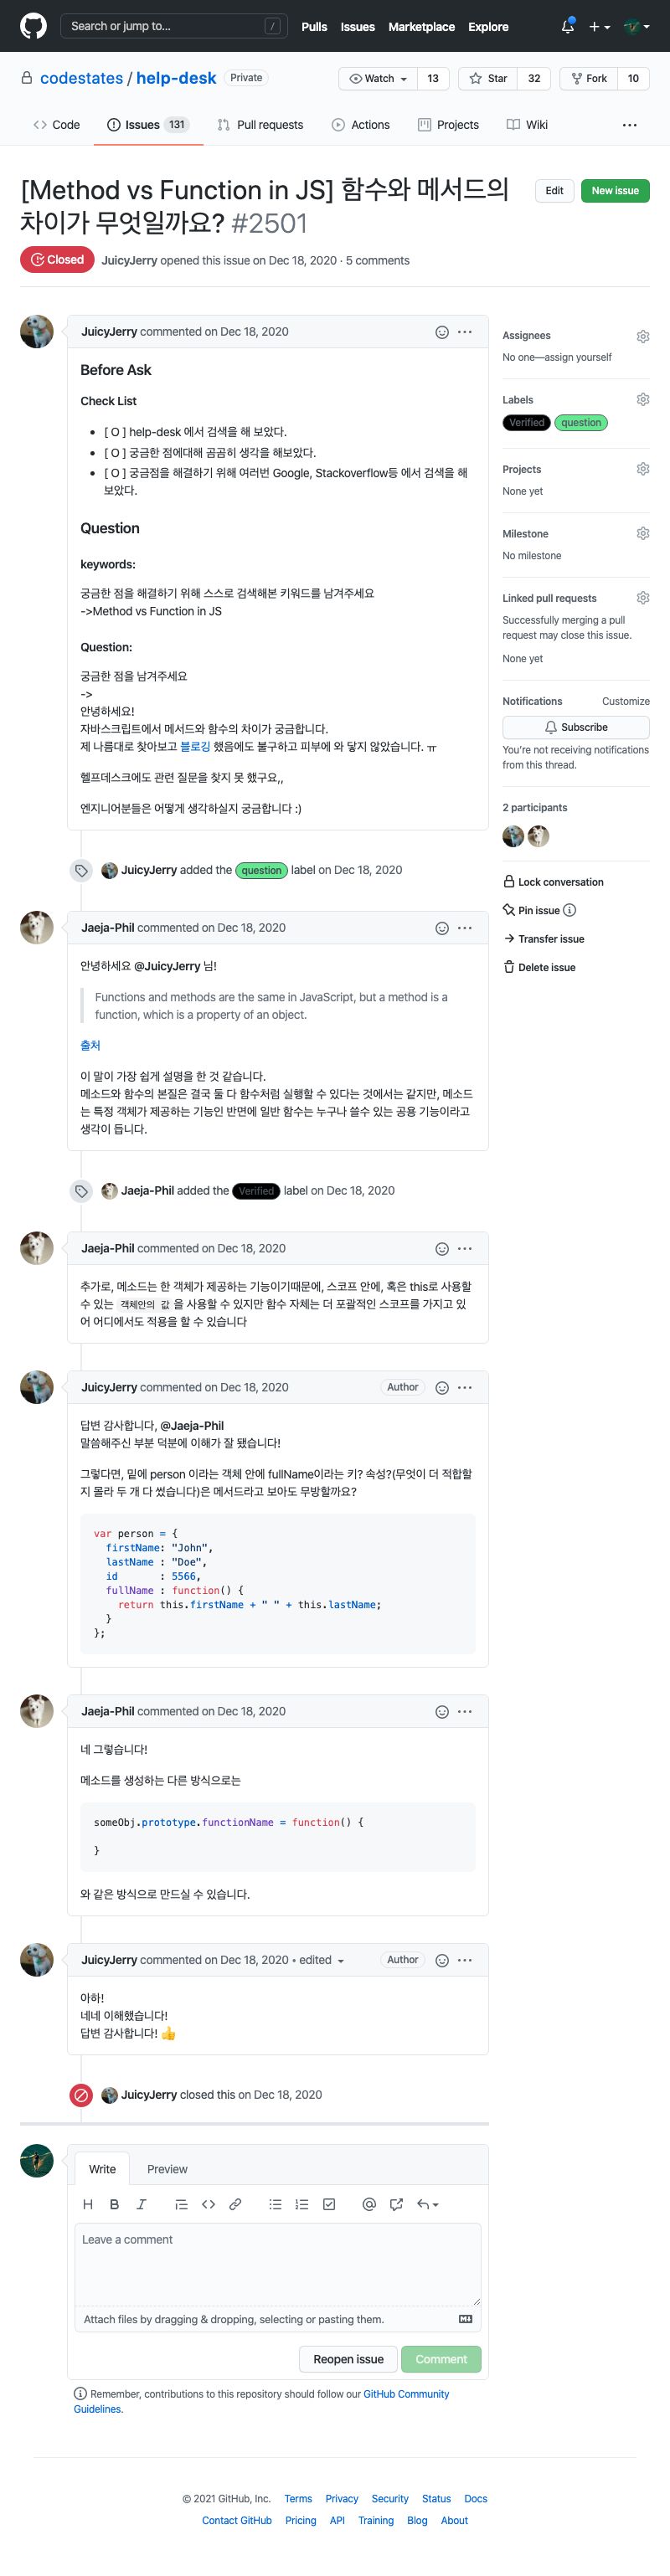 Search or jump to... /
Pulls Issues Marketplace Explore
codestates / help-desk Private
Watch 13 Star 32 Fork 10
Code Issues 131 Pull requests Actions Projects Wiki
[Method vs Function in JS] 함수와 메서드의
차이가 무엇일까요? #2501
Edit New issue
Closed JuicyJerry opened this issue on Dec 18, 2020 · 5 comments
JuicyJerry commented on Dec 18, 2020
Before Ask
Check List
[ O ] help-desk 에서 검색을 해 보았다.
[ O ] 궁금한 점에대해 곰곰히 생각을 해보았다.
[ O ] 궁금점을 해결하기 위해 여러번 Google, Stackoverflow등 에서 검색을 해
보았다.
Question
keywords:
궁금한 점을 해결하기 위해 스스로 검색해본 키워드를 남겨주세요
->Method vs Function in JS
Question:
궁금한 점을 남겨주세요
->
안녕하세요!
자바스크립트에서 메서드와 함수의 차이가 궁금합니다.
제 나름대로 찾아보고 블로깅 했음에도 불구하고 피부에 와 닿지 않았습니다. ㅠ
헬프데스크에도 관련 질문을 찾지 못 했구요,,
엔지니어분들은 어떻게 생각하실지 궁금합니다 :)
Assignees
No one—assign yourself
Labels
Verified question
Projects
None yet
Milestone
No milestone
Linked pull requests
Successfully merging a pull
request may close this issue.
None yet
Notifications Customize
Subscribe
You're not receiving notifications
from this thread.
2 participants
Lock conversation
Pin issue
Transfer issue
Delete issue
JuicyJerry added the question label on Dec 18, 2020
Jaeja-Phil commented on Dec 18, 2020
안녕하세요 @JuicyJerry 님!
Functions and methods are the same in JavaScript, but a method is a
function, which is a property of an object.
출처
이 말이 가장 쉽게 설명을 한 것 같습니다.
메소드와 함수의 본질은 결국 둘 다 함수처럼 실행할 수 있다는 것에서는 같지만, 메소드
는 특정 객체가 제공하는 기능인 반면에 일반 함수는 누구나 쓸수 있는 공용 기능이라고
생각이 듭니다.
Jaeja-Phil added the Verified label on Dec 18, 2020
Jaeja-Phil commented on Dec 18, 2020
추가로, 메소드는 한 객체가 제공하는 기능이기때문에, 스코프 안에, 혹은 this로 사용할
수 있는 객체안의 값 을 사용할 수 있지만 함수 자체는 더 포괄적인 스코프를 가지고 있
어 어디에서도 적용을 할 수 있습니다
JuicyJerry commented on Dec 18, 2020 Author
답변 감사합니다, @Jaeja-Phil
말씀해주신 부분 덕분에 이해가 잘 됐습니다!
그렇다면, 밑에 person 이라는 객체 안에 fullName이라는 키? 속성?(무엇이 더 적합할
지 몰라 두 개 다 썼습니다)은 메서드라고 보아도 무방할까요?
var person = {
firstName: "John",
lastName : "Doe",
id : 5566,
fullName : function() {
return this.firstName + " " + this.lastName;
}
};
Jaeja-Phil commented on Dec 18, 2020
네 그렇습니다!
메소드를 생성하는 다른 방식으로는
someObj.prototype.functionName = function() {
}
와 같은 방식으로 만드실 수 있습니다.
JuicyJerry commented on Dec 18, 2020 • edited Author
아하!
네네 이해했습니다!
답변 감사합니다! 👍
JuicyJerry closed this on Dec 18, 2020
Write Preview
H B I
Leave a comment
Attach files by dragging & dropping, selecting or pasting them.
Reopen issue Comment
Remember, contributions to this repository should follow our GitHub Community
Guidelines.
© 2021 GitHub, Inc. Terms Privacy Security Status Docs
Contact GitHub Pricing API Training Blog About